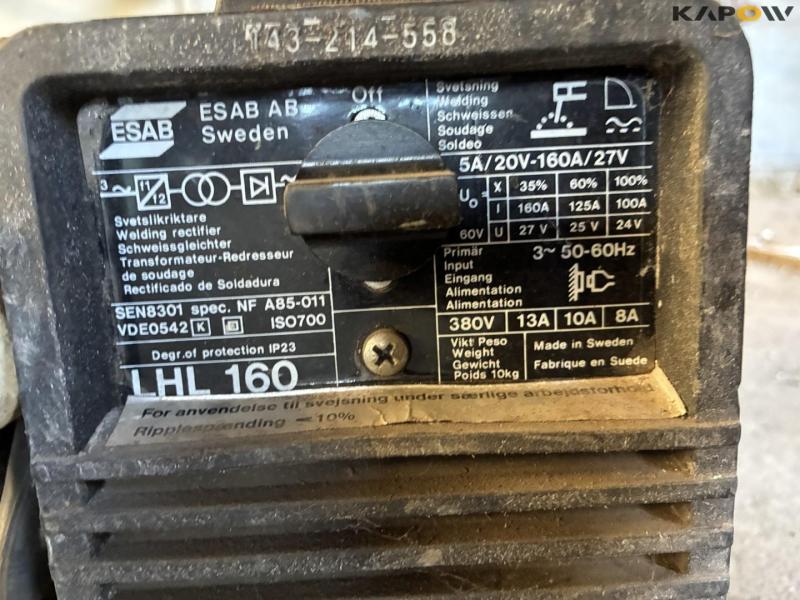 KAPOW
143-214-558
ESAB
ESAB AB
Sweden
Off
Svetsning
Welding
Schweissen
Soudage
Soldeo
5A/20V-160A/27V
X 35% 60% 100%
U₀= I 160A 125A 100A
60V U 27 V 25 V 24V
3~ f1 f2 ~
Svetslikriktare
Welding rectifier
Schweissgleichter
Transformateur-Redresseur
de soudage
Rectificado de Soldadura
Primär 3~ 50-60Hz
Input
Eingang
Alimentation
Alimentation
SEN8301 spec. NF A85-011
VDE0542 K ISO700
380V 13A 10A 8A
Degr.of protection IP23
LHL 160
Vikt Peso
Weight
Gewicht
Poids 10kg
Made in Sweden
Fabrique en Suede
For anvendelse til svejsning under særlige arbejdsforhold
Ripplespænding <10%